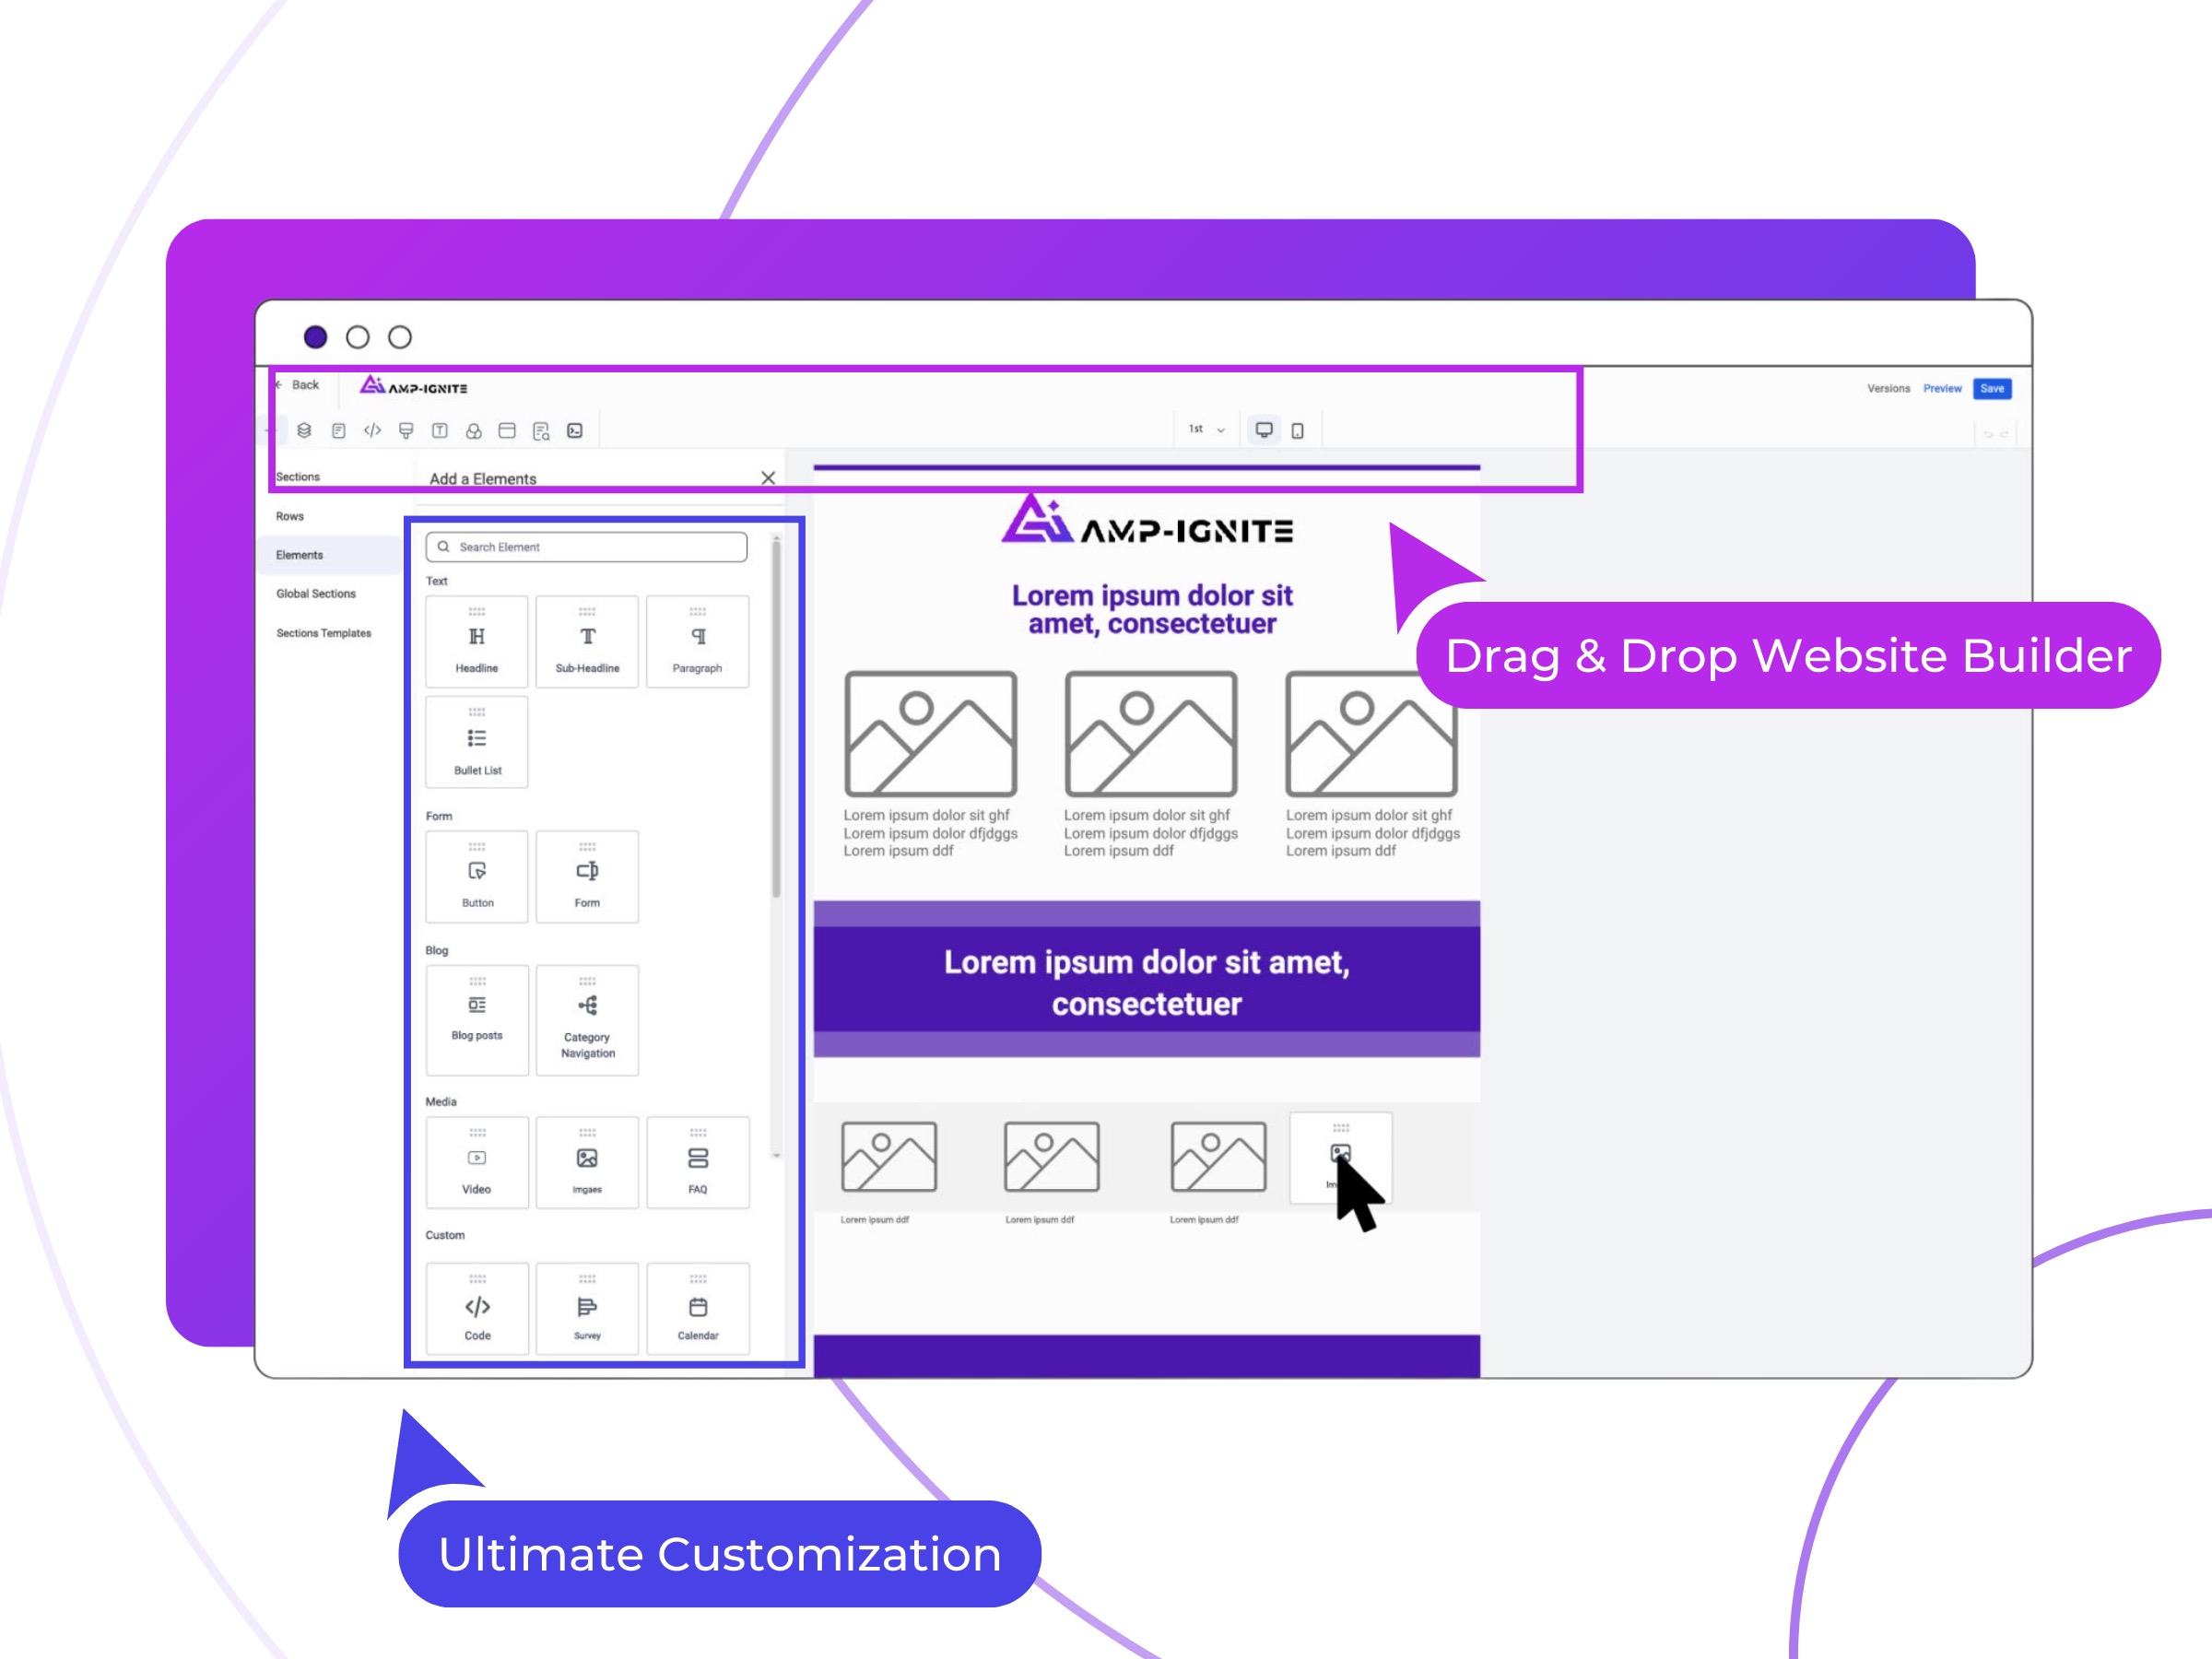 Back
AMP-IGNITE
Versions
Preview
Save
1st
Sections
Rows
Elements
Global Sections
Sections Templates
Add a Elements
Search Element
Text
Headline
Sub-Headline
Paragraph
Bullet List
Form
Button
Form
Blog
Blog posts
Category
Navigation
Media
Video
Imgaes
FAQ
Custom
Code
Survey
Calendar
AMP-IGNITE
Lorem ipsum dolor sit
amet, consectetuer
Lorem ipsum dolor sit ghf
Lorem ipsum dolor dfjdggs
Lorem ipsum ddf
Lorem ipsum dolor sit ghf
Lorem ipsum dolor dfjdggs
Lorem ipsum ddf
Lorem ipsum dolor sit ghf
Lorem ipsum dolor dfjdggs
Lorem ipsum ddf
Lorem ipsum dolor sit amet,
consectetuer
Lorem ipsum ddf
Lorem ipsum ddf
Lorem ipsum ddf
Drag & Drop Website Builder
Ultimate Customization